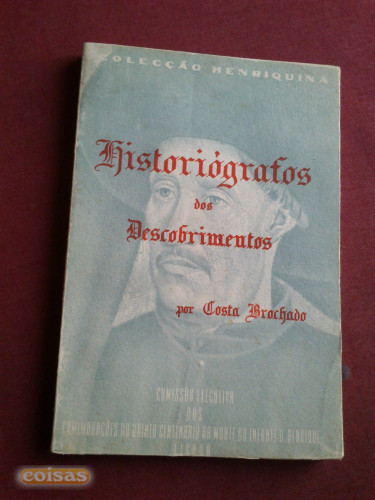 COLECÇÃO HENRIQUINA
Historiógrafos
dos
Descobrimentos
por Costa Brochado
COMISSÃO EXECUTIVA
DAS
COMEMORAÇÕES DO QUINTO CENTENÁRIO DA MORTE DO INFANTE D. HENRIQUE
LISBOA
coisas